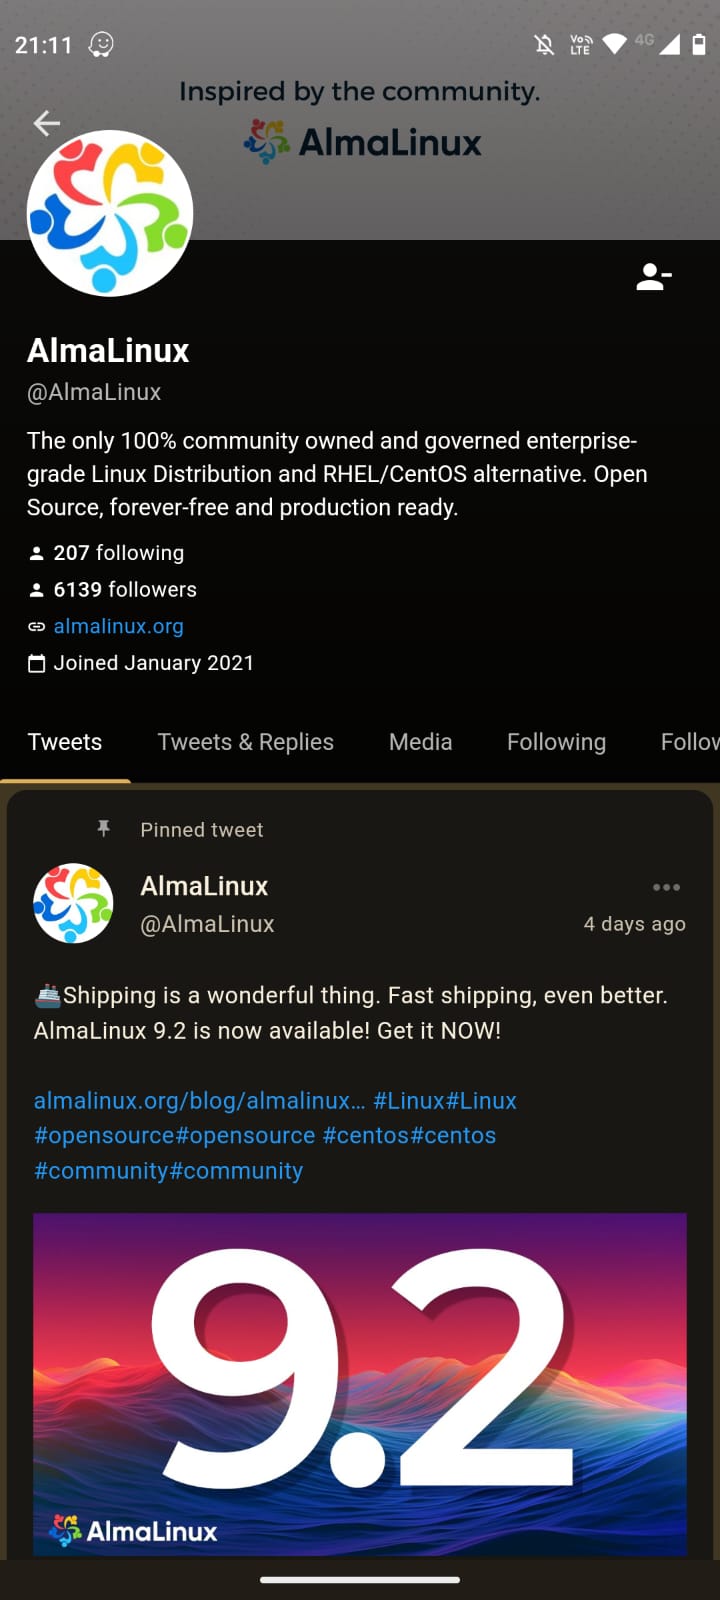 21:11
Vo LTE 4G
Inspired by the community.
AlmaLinux
AlmaLinux
@AlmaLinux
The only 100% community owned and governed enterprise-
grade Linux Distribution and RHEL/CentOS alternative. Open
Source, forever-free and production ready.
207 following
6139 followers
almalinux.org
Joined January 2021
Tweets Tweets & Replies Media Following Follow
Pinned tweet
AlmaLinux
@AlmaLinux 4 days ago
🚢Shipping is a wonderful thing. Fast shipping, even better.
AlmaLinux 9.2 is now available! Get it NOW!
almalinux.org/blog/almalinux… #Linux#Linux
#opensource#opensource #centos#centos
#community#community
9.2
AlmaLinux